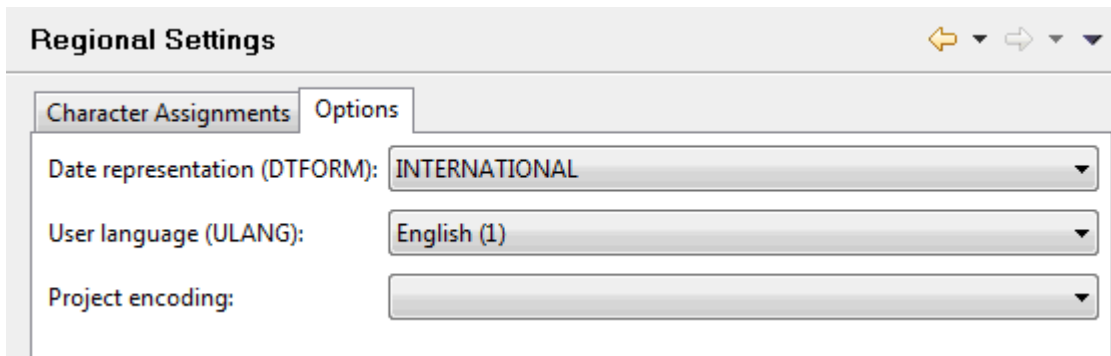 Regional Settings
Character Assignments Options
Date representation (DTFORM): INTERNATIONAL
User language (ULANG): English (1)
Project encoding: